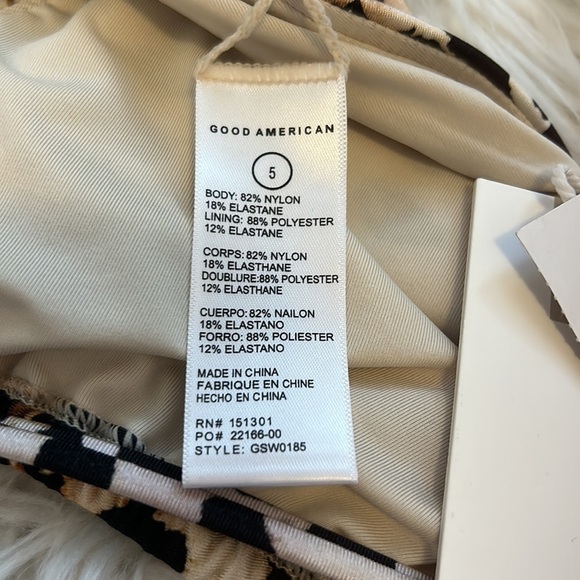 GOOD AMERICAN
5
BODY: 82% NYLON
18% ELASTANE
LINING: 88% POLYESTER
12% ELASTANE
CORPS: 82% NYLON
18% ELASTHANE
DOUBLURE:88% POLYESTER
12% ELASTHANE
CUERPO: 82% NAILON
18% ELASTANO
FORRO: 88% POLIESTER
12% ELASTANO
MADE IN CHINA
FABRIQUE EN CHINE
HECHO EN CHINA
RN# 151301
PO# 22166-00
STYLE: GSW0185